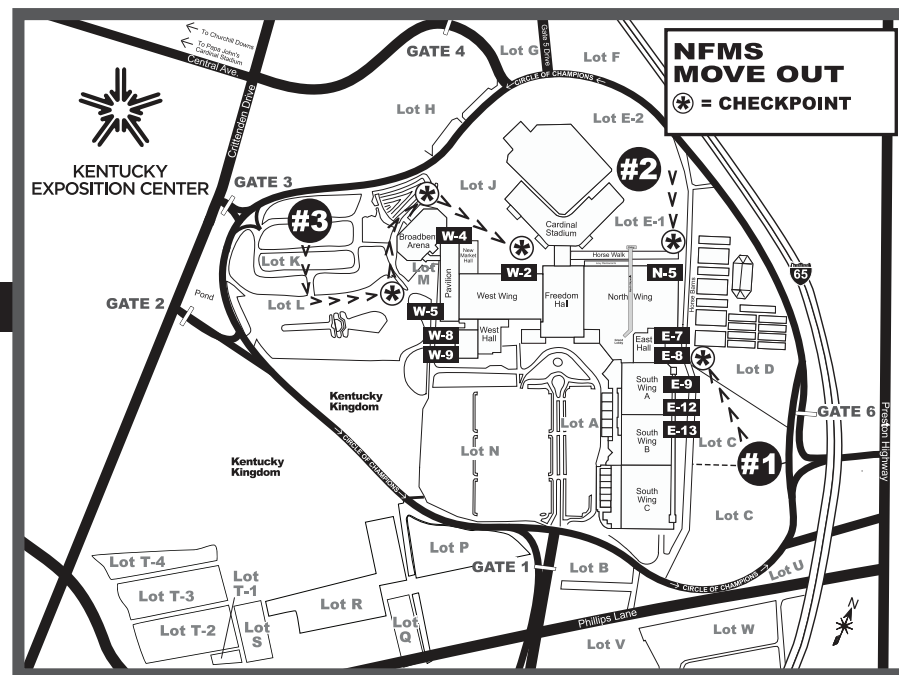 To Churchill Downs
To Papa John's
Cardinal Stadium
Central Ave.
Crittenden Drive
KENTUCKY
EXPOSITION CENTER
GATE 4
Lot G
Gate 5 Drive
Lot F
NFMS
MOVE OUT
= CHECKPOINT
CIRCLE OF CHAMPIONS
Lot H
Lot E-2
GATE 3
#3
Lot J
#2
Cardinal
Stadium
Lot E-1
Broadbent
Arena
W-4
New
Market
Hall
Lot K
Lot
M
Pavilion
W-2
Horse Walk
N-5
65
Horse Barns
Lot L
GATE 2
Pond
W-5
West Wing
Freedom
Hall
North Wing
W-8
W-9
West
Hall
East
Hall
E-7
E-8
Lot D
Kentucky
Kingdom
South
Wing
A
E-9
E-12
E-13
GATE 6
Preston Highway
Lot A
Lot C
CIRCLE OF CHAMPIONS
Lot N
South
Wing
B
#1
Kentucky
Kingdom
South
Wing
C
Lot C
Lot P
GATE 1
Lot B
CIRCLE OF CHAMPIONS
Lot U
Lot T-4
Lot T-3
Lot
T-1
Lot T-2
Lot
S
Lot R
Lot
Q
Phillips Lane
Lot V
Lot W
N